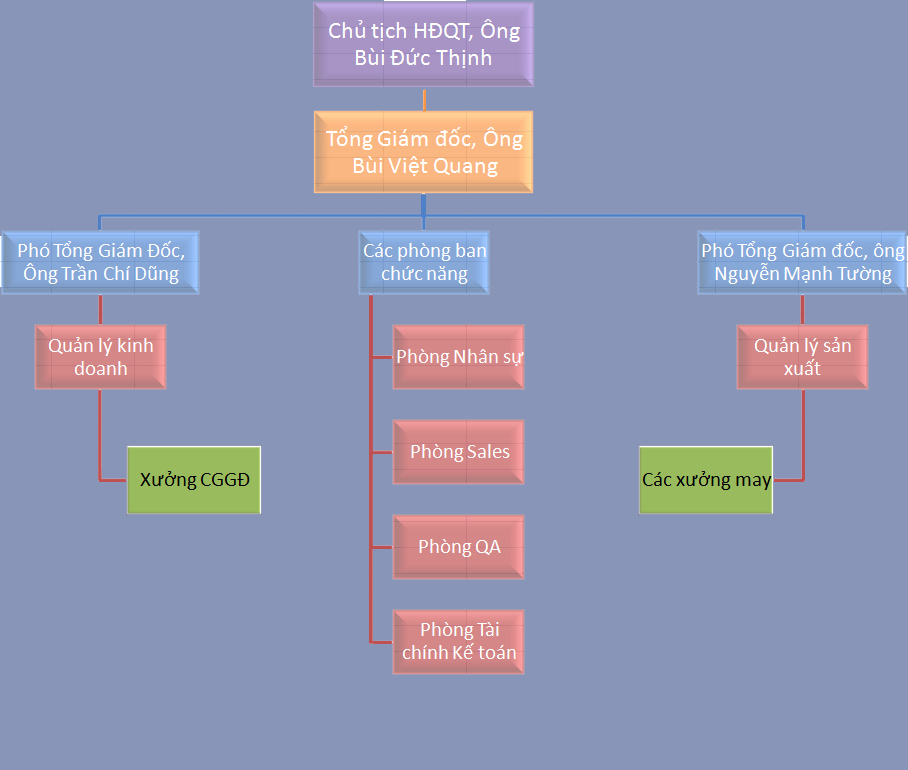 Chủ tịch HĐQT, Ông
Bùi Đức Thịnh
Tổng Giám đốc, Ông
Bùi Việt Quang
Phó Tổng Giám Đốc,
Ông Trần Chí Dũng
Các phòng ban
chức năng
Phó Tổng Giám đốc, ông
Nguyễn Mạnh Tường
Quản lý kinh
doanh
Phòng Nhân sự
Quản lý sản
xuất
Phòng Sales
Xưởng CGGĐ
Các xưởng may
Phòng QA
Phòng Tài
chính Kế toán